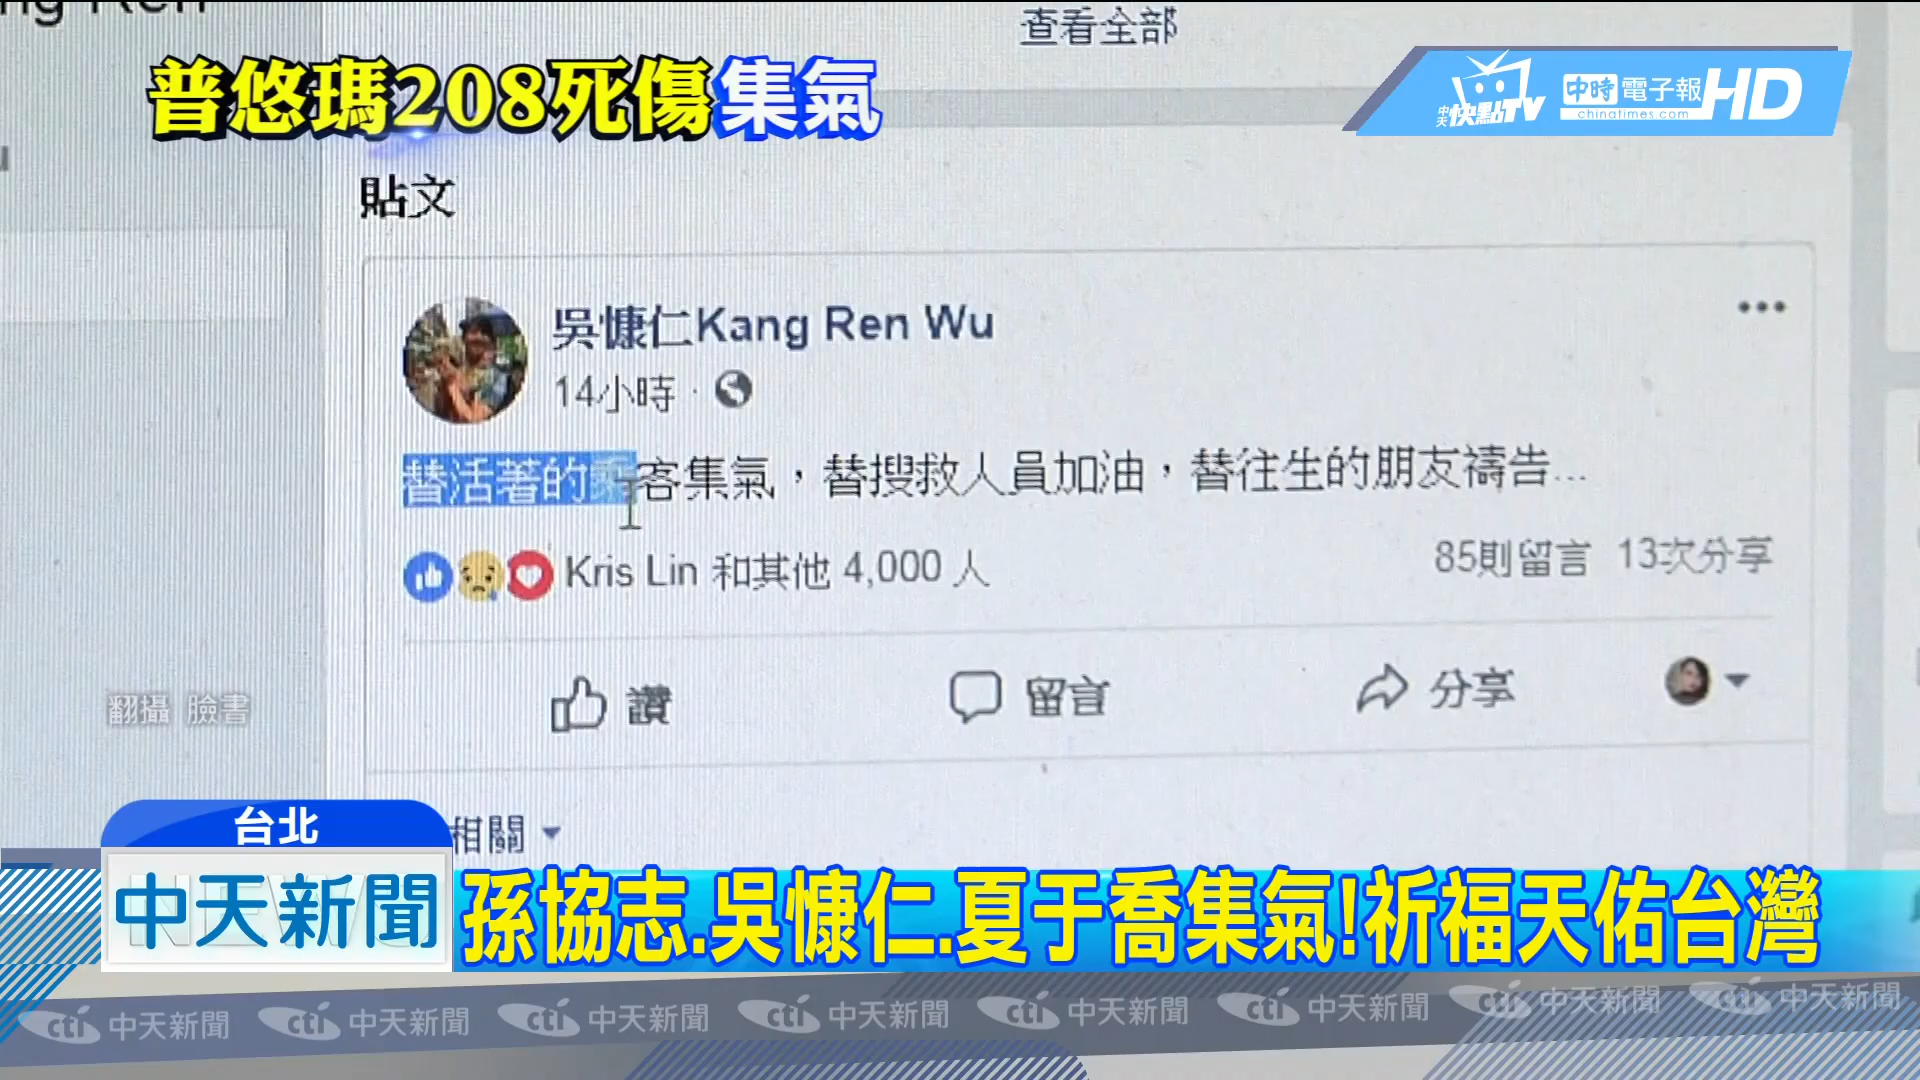 查看全部
普悠瑪208死傷集氣
中天快點TV 中時電子報HD
chinatimes.com
貼文
吳慷仁Kang Ren Wu
14小時
替活著的乘客集氣，替搜救人員加油，替往生的朋友禱告...
Kris Lin 和其他 4,000 人
85則留言 13次分享
讚 留言 分享
翻攝 臉書
相關
台北
中天新聞
孫協志.吳慷仁.夏于喬集氣!祈福天佑台灣
cti 中天新聞 cti 中天新聞 cti 中天新聞 cti 中天新聞 cti 中天新聞 cti 中天新聞 cti 中天新聞 cti 中天新聞